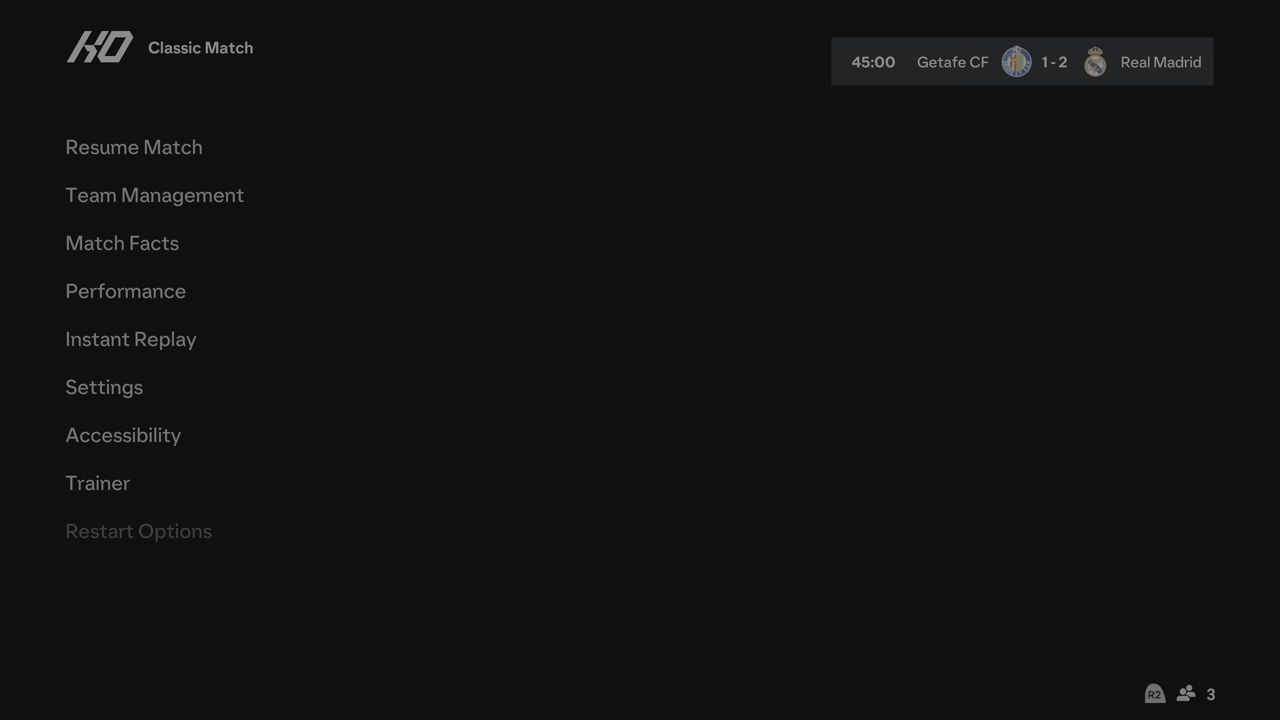 KO Classic Match
45:00 Getafe CF 1 - 2 Real Madrid
Resume Match
Team Management
Match Facts
Performance
Instant Replay
Settings
Accessibility
Trainer
Restart Options
R2 3